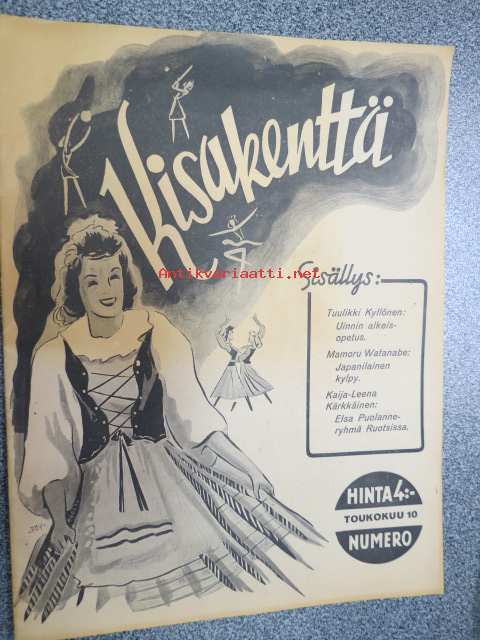 Kisakenttä
Antikvariaatti.net
Sisällys:-
Tuulikki Kyllönen:
Uinnin alkeis-
opetus.
Mamoru Watanabe:
Japanilainen
kylpy.
Kaija-Leena
Kärkkäinen:
Elsa Puolanne-
ryhmä Ruotsissa.
HINTA 4:-
TOUKOKUU 10
NUMERO